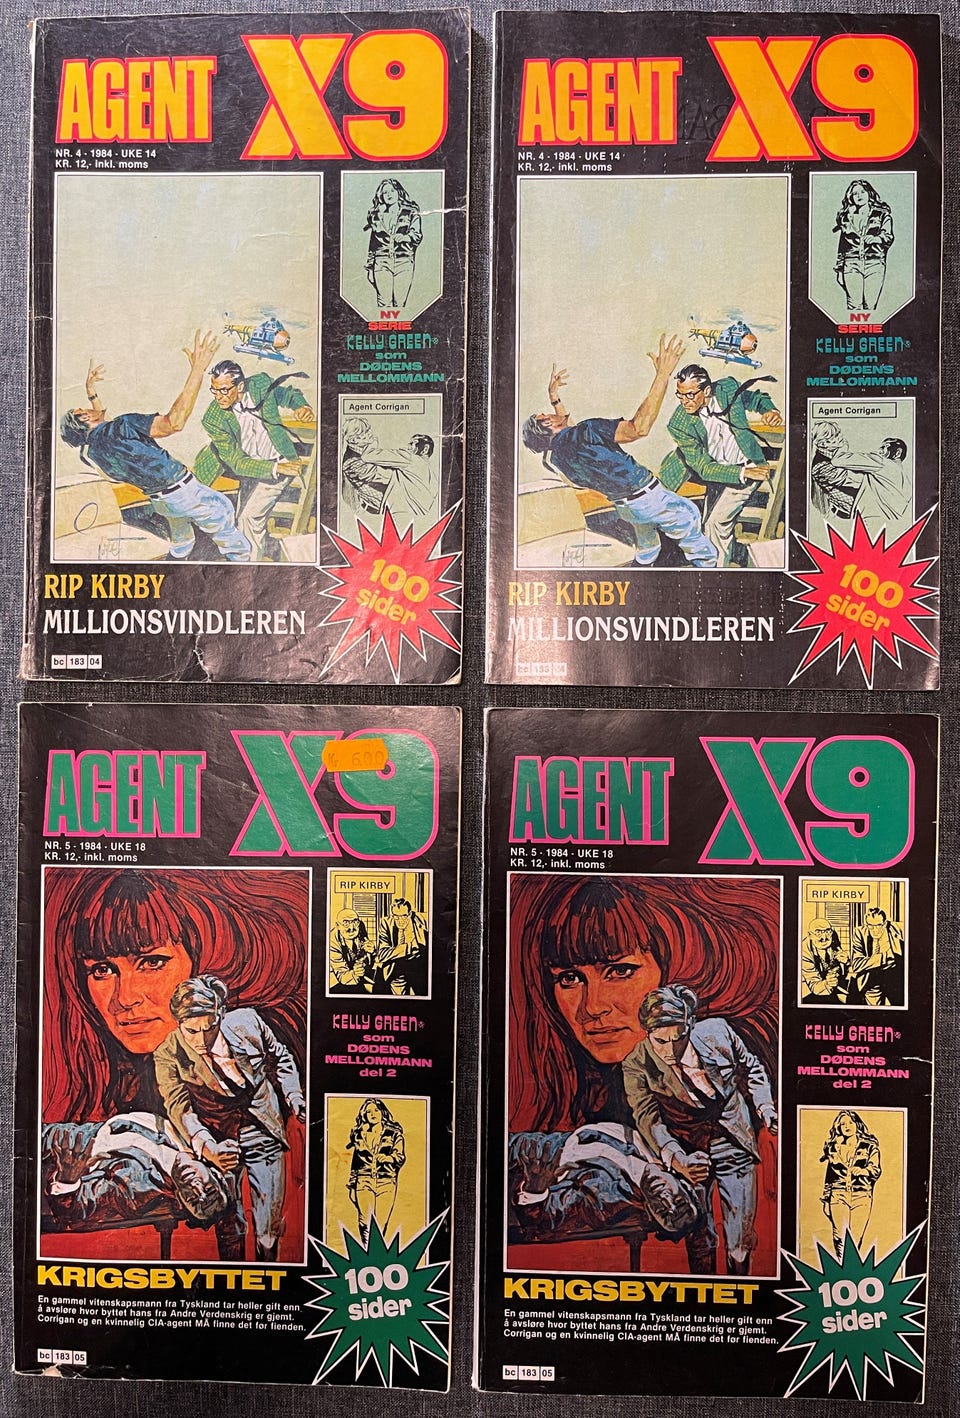 AGENT X9
NR. 4 - 1984 - UKE 14
KR. 12,- inkl. moms
NY
SERIE
KELLY GREEN®
som
DØDENS
MELLOMMANN
Agent Corrigan
100
sider
RIP KIRBY
MILLIONSVINDLEREN
bc 183 04
AGENT X9
NR. 4 - 1984 - UKE 14
KR. 12,- inkl. moms
NY
SERIE
KELLY GREEN®
som
DØDENS
MELLOMMANN
Agent Corrigan
100
sider
RIP KIRBY
MILLIONSVINDLEREN
AGENT X9
NR. 5 - 1984 - UKE 18
KR. 12,- inkl. moms
RIP KIRBY
KELLY GREEN®
som
DØDENS
MELLOMMANN
del 2
100
sider
KRIGSBYTTET
En gammel vitenskapsmann fra Tyskland tar heller gift enn
å avsløre hvor byttet hans fra Andre Verdenskrig er gjemt.
Corrigan og en kvinnelig CIA-agent MÅ finne det før fienden.
bc 183 05
AGENT X9
NR. 5 - 1984 - UKE 18
KR. 12,- inkl. moms
RIP KIRBY
KELLY GREEN®
som
DØDENS
MELLOMMANN
del 2
100
sider
KRIGSBYTTET
En gammel vitenskapsmann fra Tyskland tar heller gift enn
å avsløre hvor byttet hans fra Andre Verdenskrig er gjemt.
Corrigan og en kvinnelig CIA-agent MÅ finne det før fienden.
bc 183 05